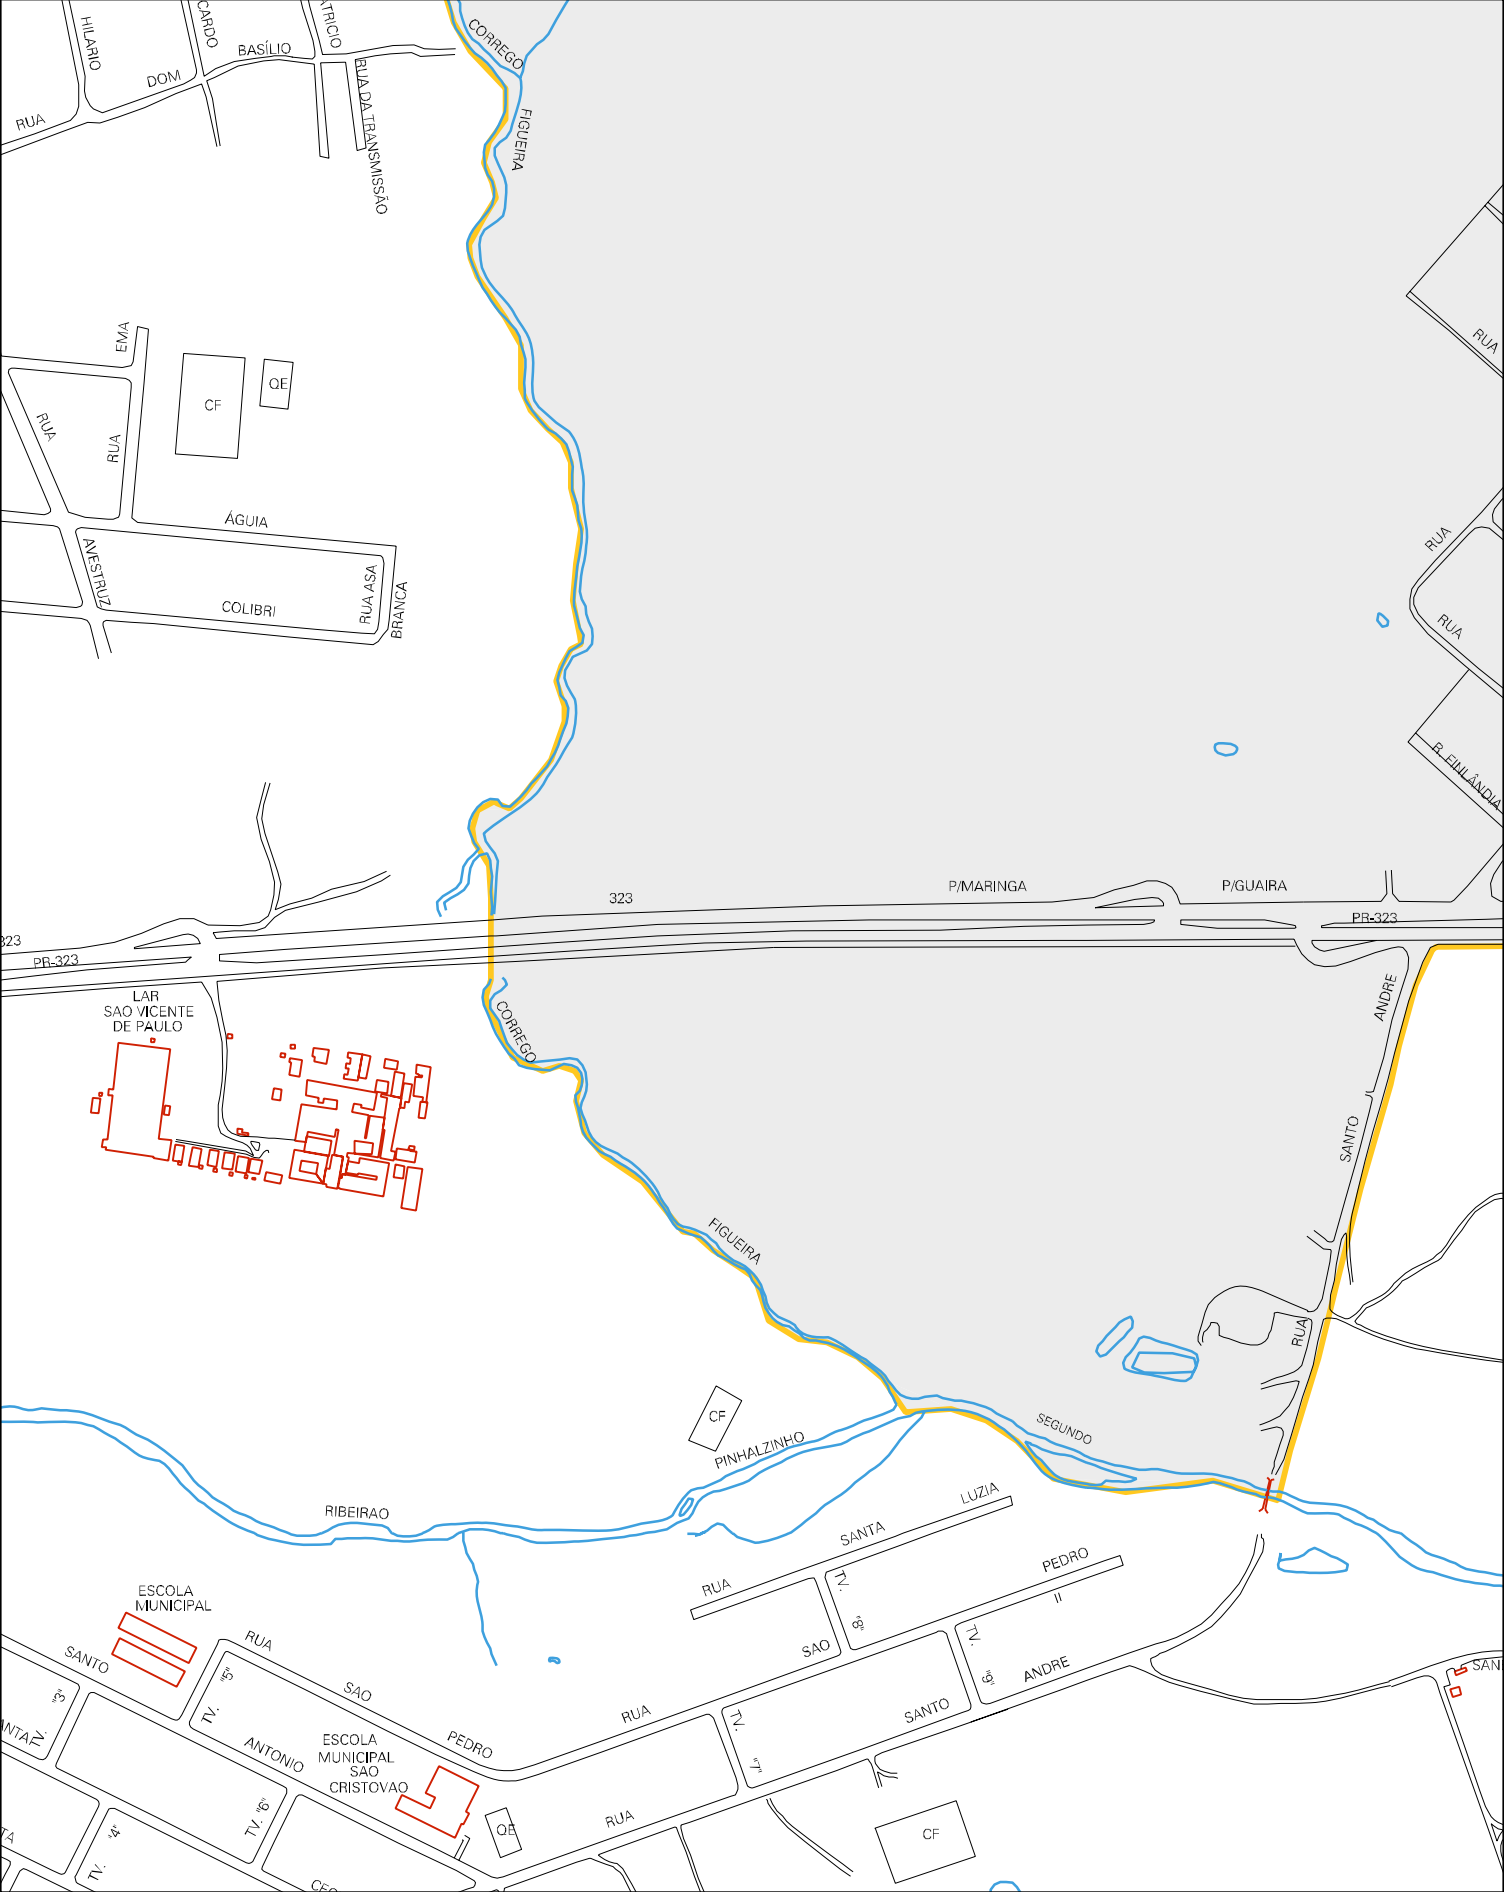 HILARIO
CARDO
BASÍLIO
DOM
RUA
RUA DA TRANSMISSÃO
CORREGO
FIGUEIRA
EMA
QE
CF
RUA
RUA
RUA
ÁGUIA
AVESTRUZ
COLIBRI
RUA ASA
BRANCA
RUA
RUA
R. FINLÂNDIA
323
P/MARINGA
P/GUAIRA
PR-323
323
PR-323
LAR
SAO VICENTE
DE PAULO
CORREGO
ANDRE
SANTO
RUA
FIGUEIRA
CF
PINHALZINHO
SEGUNDO
RIBEIRAO
LUZIA
SANTA
RUA
PEDRO
II
TV.
"8"
SAO
ESCOLA
MUNICIPAL
SANTO
RUA
"5"
TV.
SAO
"3"
TV.
RUA
TV.
"9"
ANDRE
SANTO
PEDRO
ANTONIO
ESCOLA
MUNICIPAL
SAO
CRISTOVAO
TV.
"7"
"6"
TV.
QE
RUA
CF
"4"
TV.